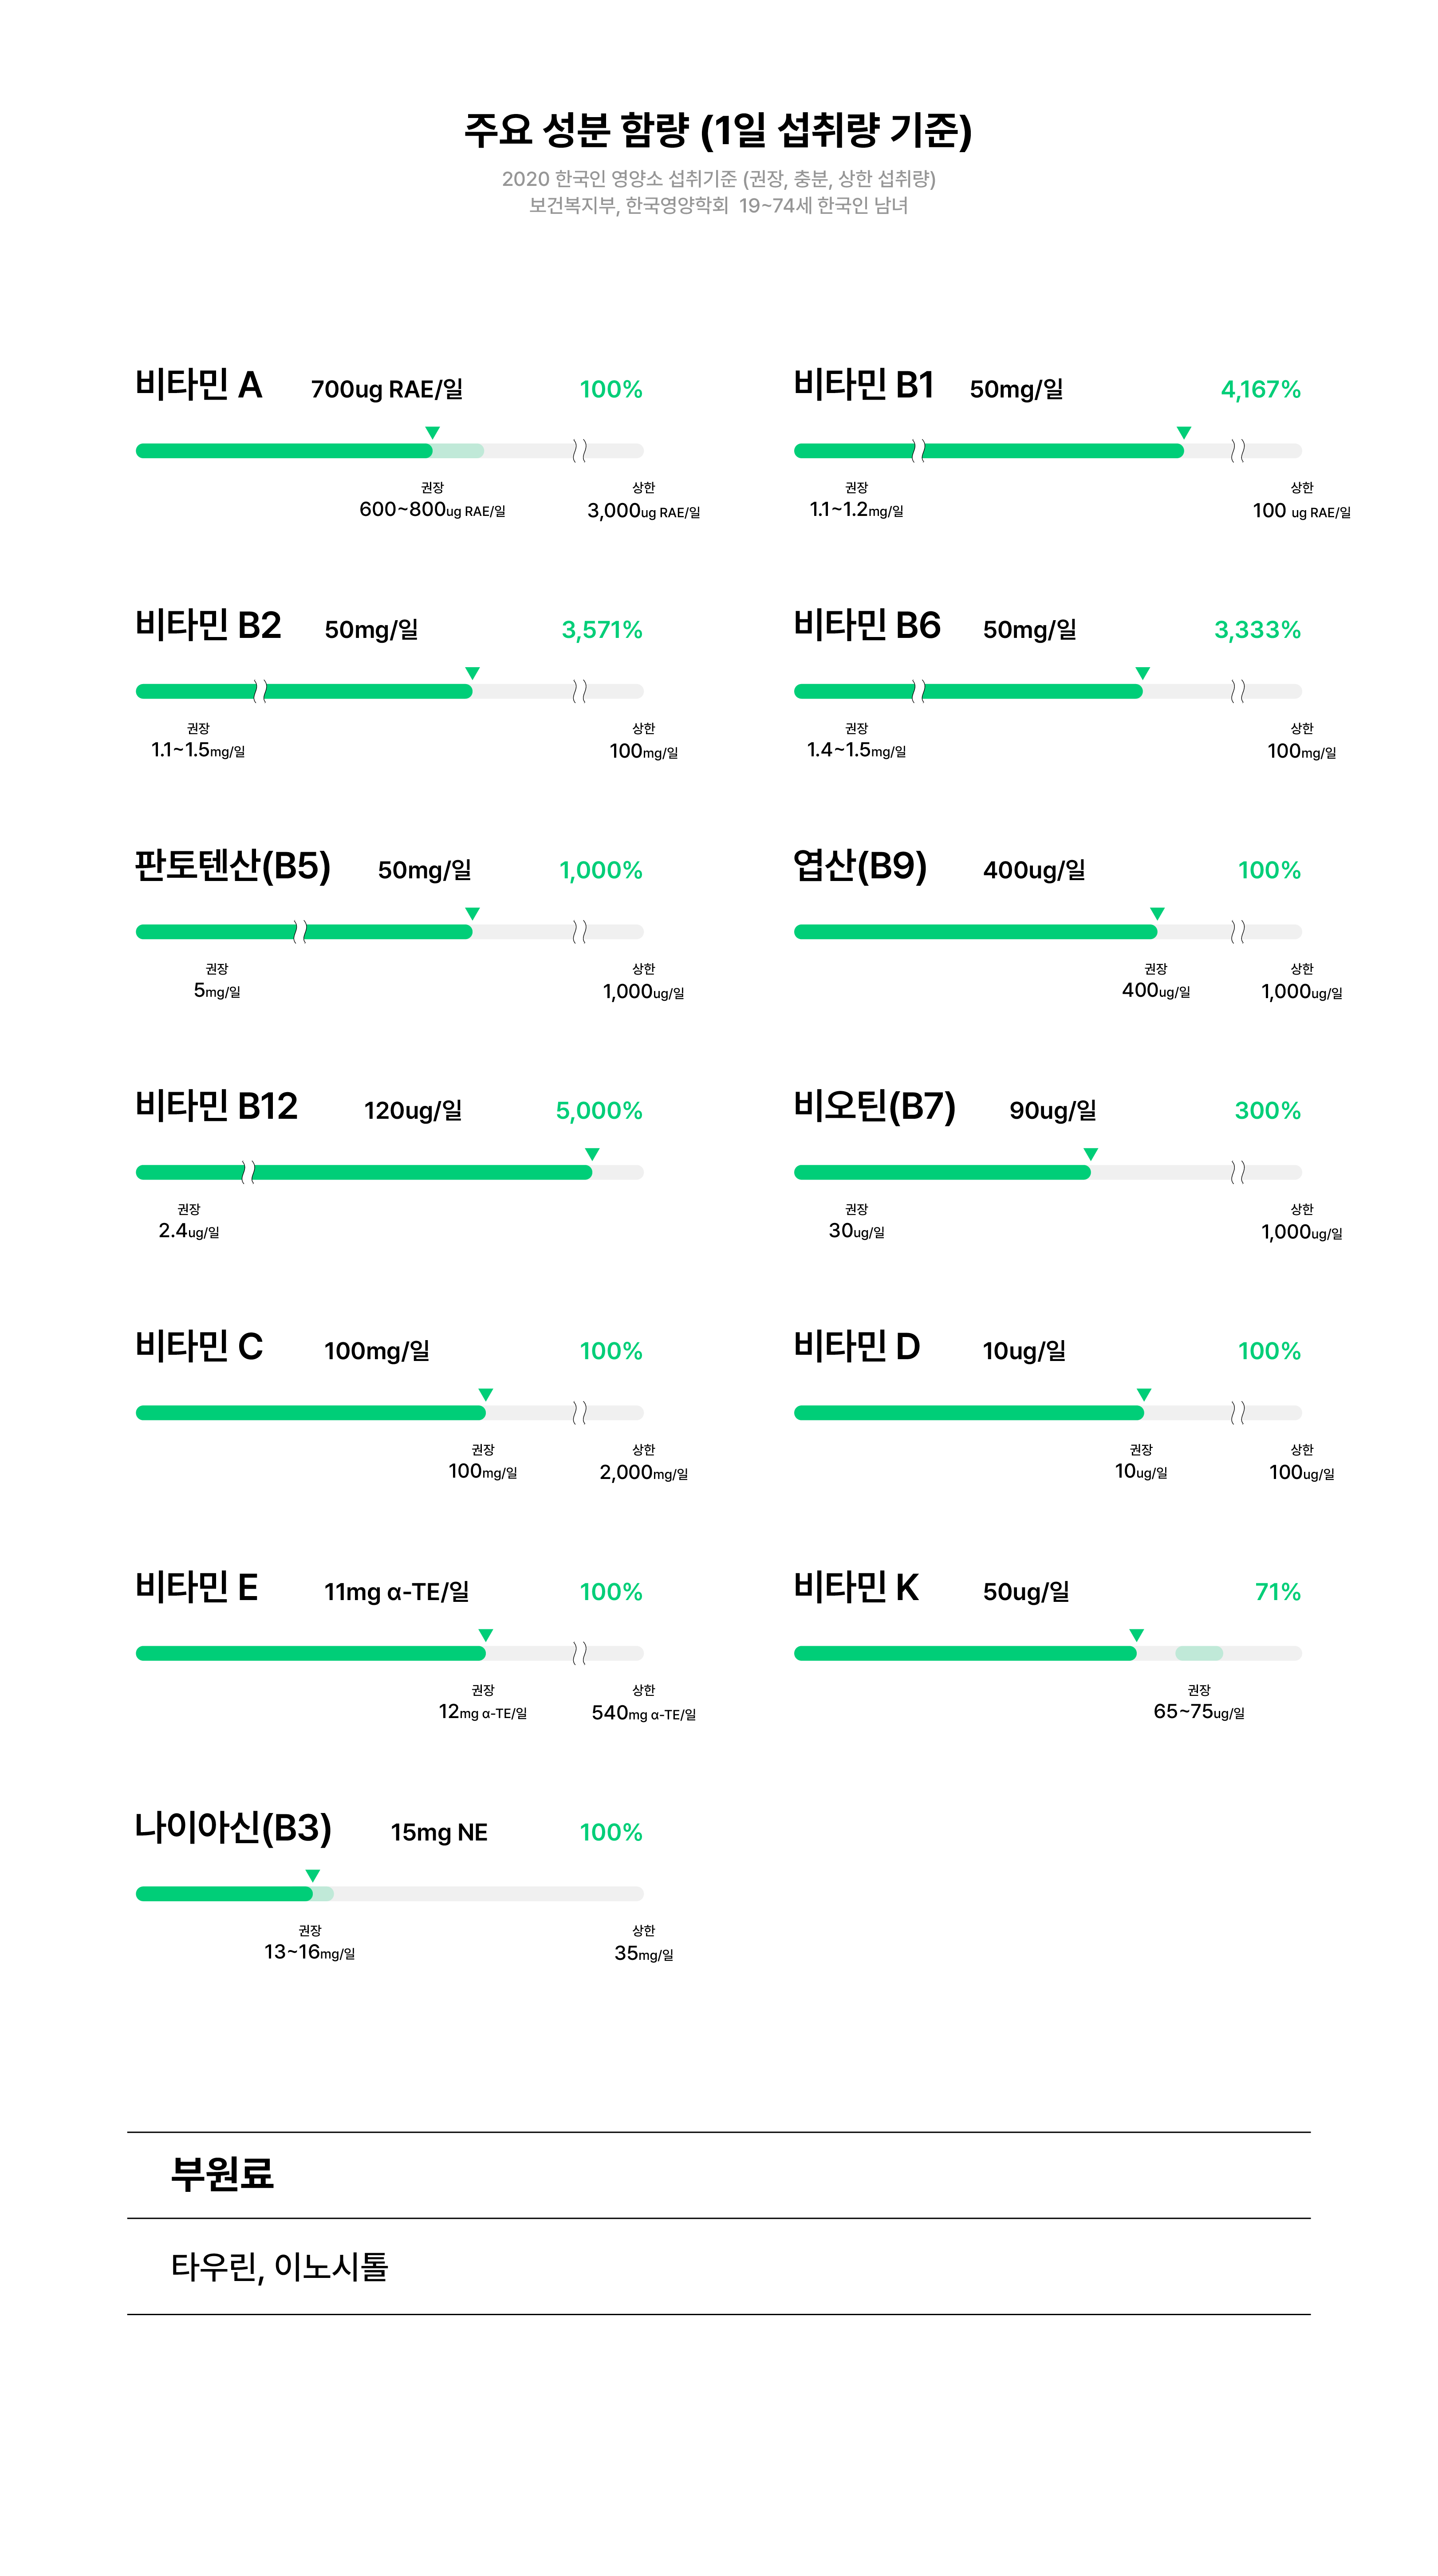 주요 성분 함량 (1일 섭취량 기준)
2020 한국인 영양소 섭취기준 (권장, 충분, 상한 섭취량)
보건복지부, 한국영양학회 19~74세 한국인 남녀
비타민 A 700ug RAE/일 100%
권장 상한
600~800ug RAE/일 3,000ug RAE/일
비타민 B1 50mg/일 4,167%
권장 상한
1.1~1.2mg/일 100 ug RAE/일
비타민 B2 50mg/일 3,571%
권장 상한
1.1~1.5mg/일 100mg/일
비타민 B6 50mg/일 3,333%
권장 상한
1.4~1.5mg/일 100mg/일
판토텐산(B5) 50mg/일 1,000%
권장 상한
5mg/일 1,000ug/일
엽산(B9) 400ug/일 100%
권장 상한
400ug/일 1,000ug/일
비타민 B12 120ug/일 5,000%
권장
2.4ug/일
비오틴(B7) 90ug/일 300%
권장 상한
30ug/일 1,000ug/일
비타민 C 100mg/일 100%
권장 상한
100mg/일 2,000mg/일
비타민 D 10ug/일 100%
권장 상한
10ug/일 100ug/일
비타민 E 11mg α-TE/일 100%
권장 상한
12mg α-TE/일 540mg α-TE/일
비타민 K 50ug/일 71%
권장
65~75ug/일
나이아신(B3) 15mg NE 100%
권장 상한
13~16mg/일 35mg/일
부원료
타우린, 이노시톨